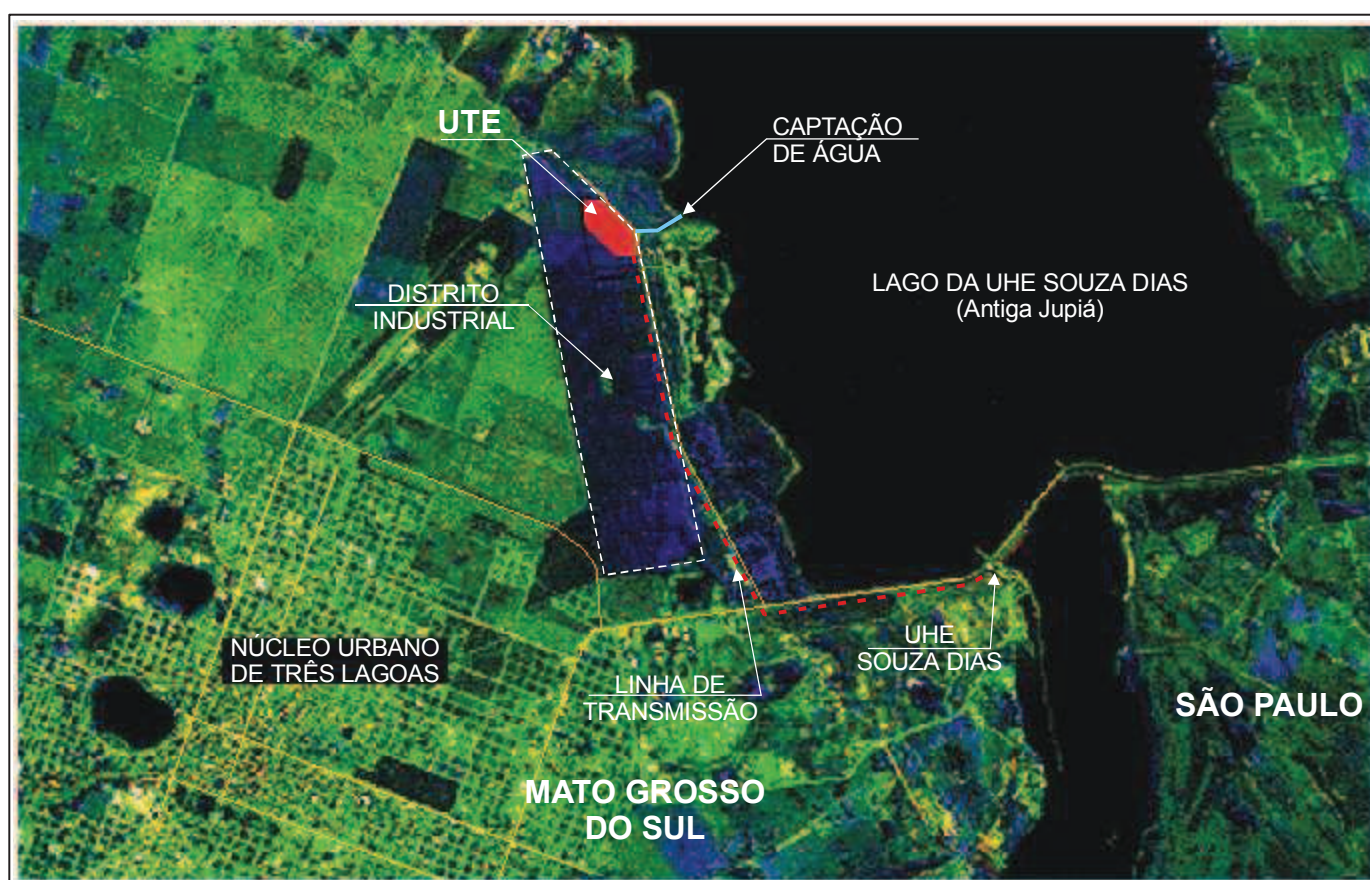 UTE
CAPTAÇÃO
DE ÁGUA
LAGO DA UHE SOUZA DIAS
(Antiga Jupiá)
DISTRITO
INDUSTRIAL
NÚCLEO URBANO
DE TRÊS LAGOAS
UHE
SOUZA DIAS
LINHA DE
TRANSMISSÃO
SÃO PAULO
MATO GROSSO
DO SUL